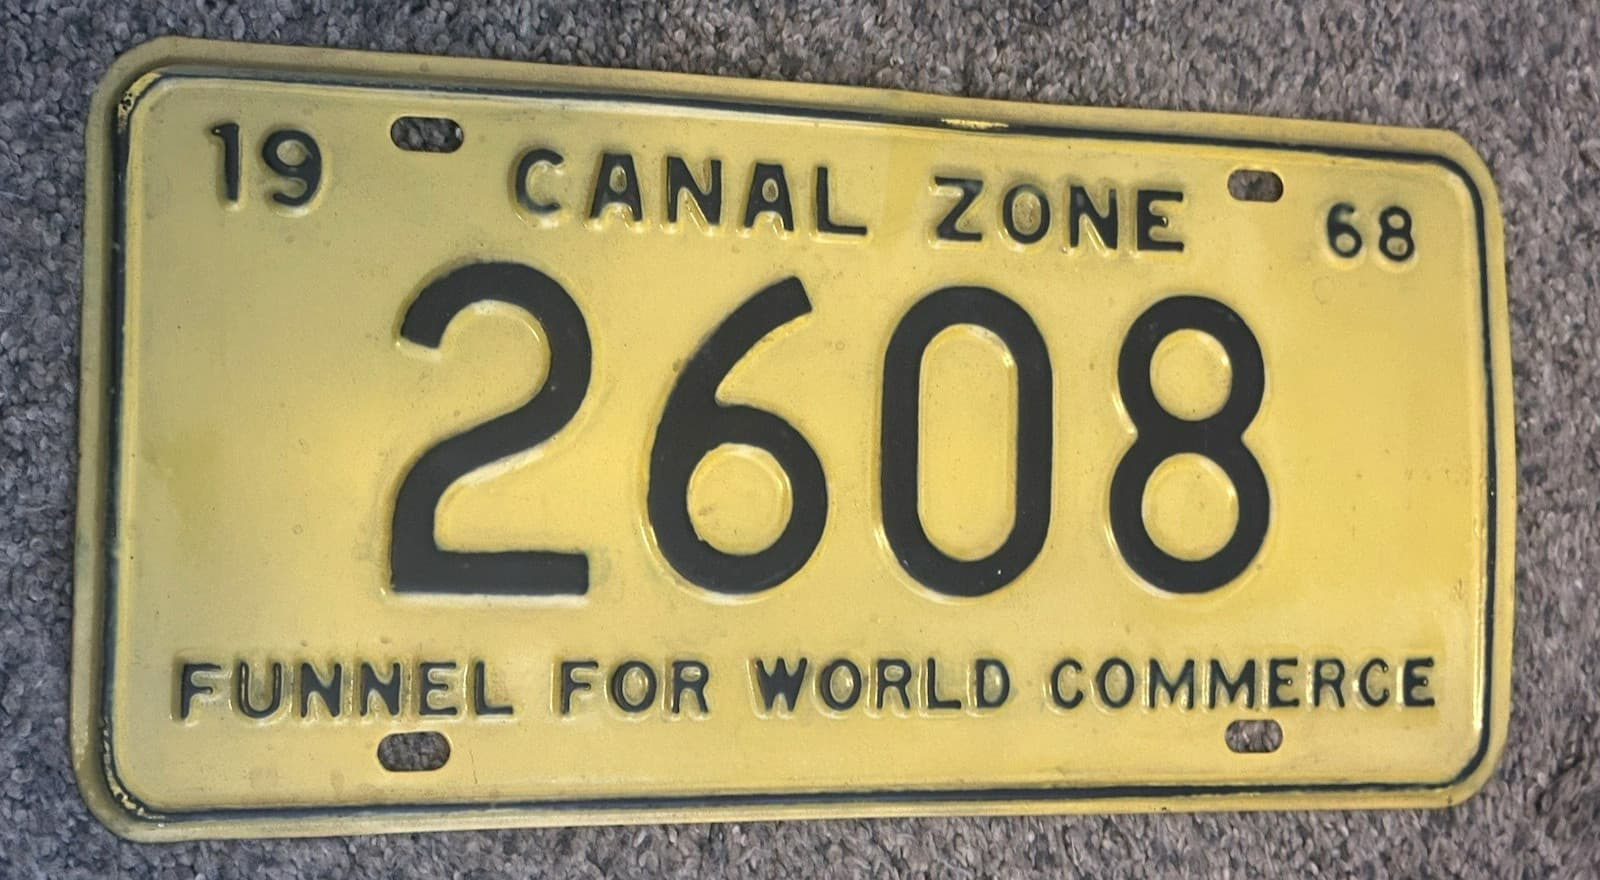 19 CANAL ZONE 68
2608
FUNNEL FOR WORLD COMMERCE